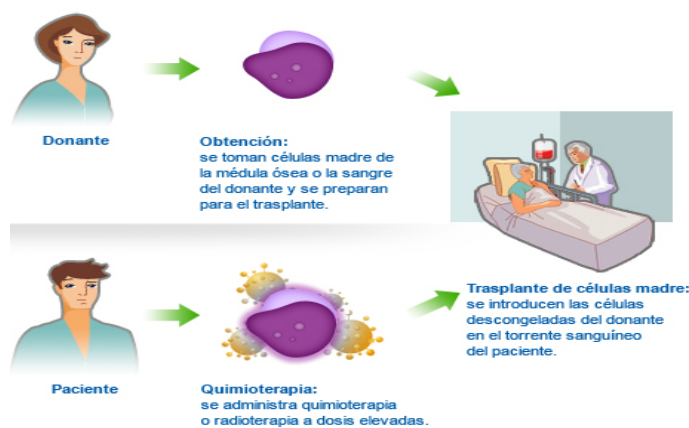 Donante
Obtención:
se toman células madre de
la médula ósea o la sangre
del donante y se preparan
para el trasplante.
Paciente
Quimioterapia:
se administra quimioterapia
o radioterapia a dosis elevadas.
Trasplante de células madre:
se introducen las células
descongeladas del donante
en el torrente sanguíneo
del paciente.